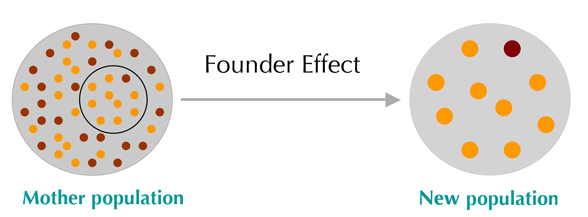 Founder Effect
Mother population
New population